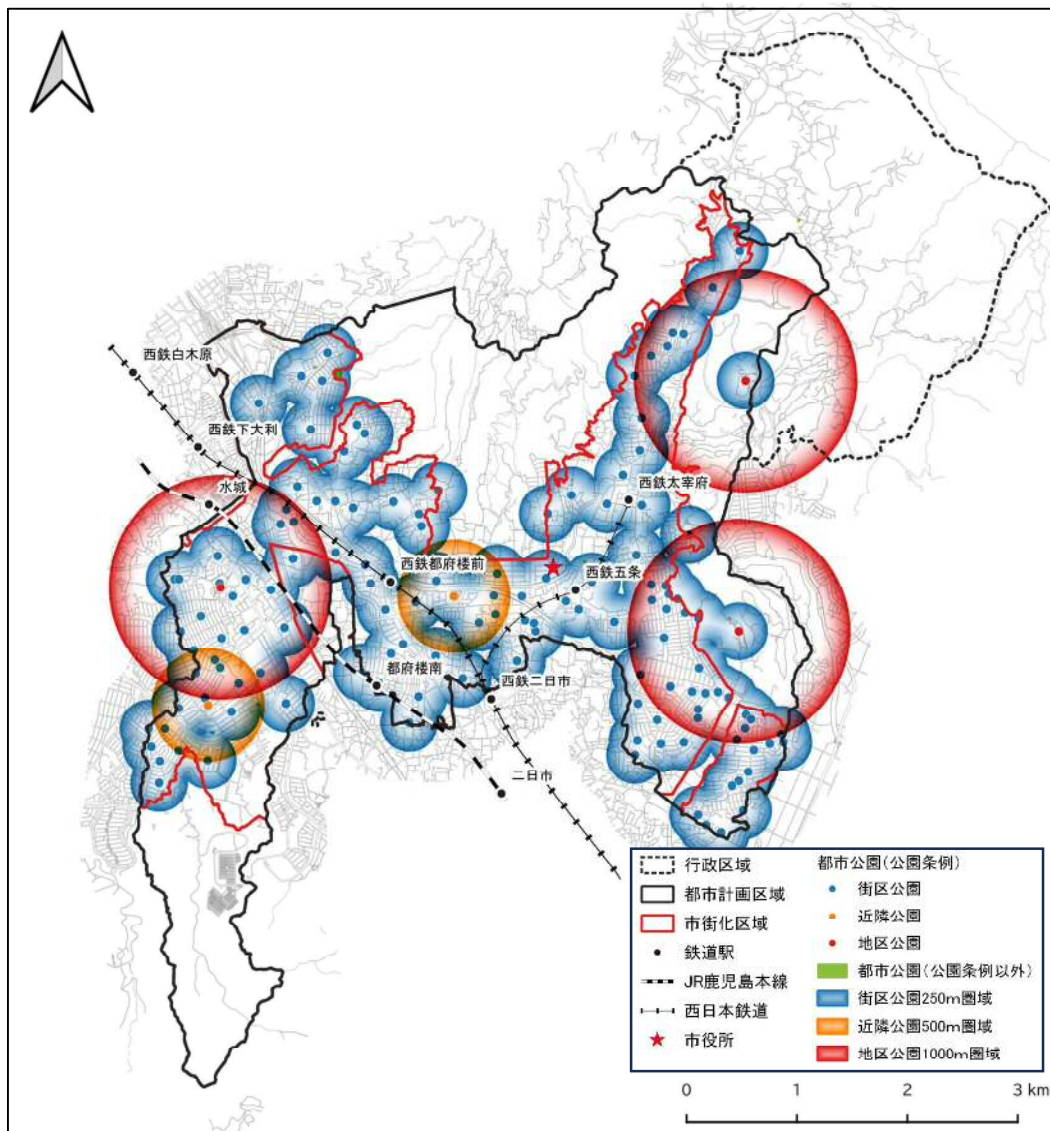 西鉄白木原
西鉄下大利
水城
西鉄太宰府
西鉄都府楼前
西鉄五条
都府楼南
西鉄二日市
二日市
行政区域
都市計画区域
市街化区域
鉄道駅
JR鹿児島本線
西日本鉄道
市役所
都市公園(公園条例)
街区公園
近隣公園
地区公園
都市公園(公園条例以外)
街区公園250m圏域
近隣公園500m圏域
地区公園1000m圏域
0 1 2 3 km